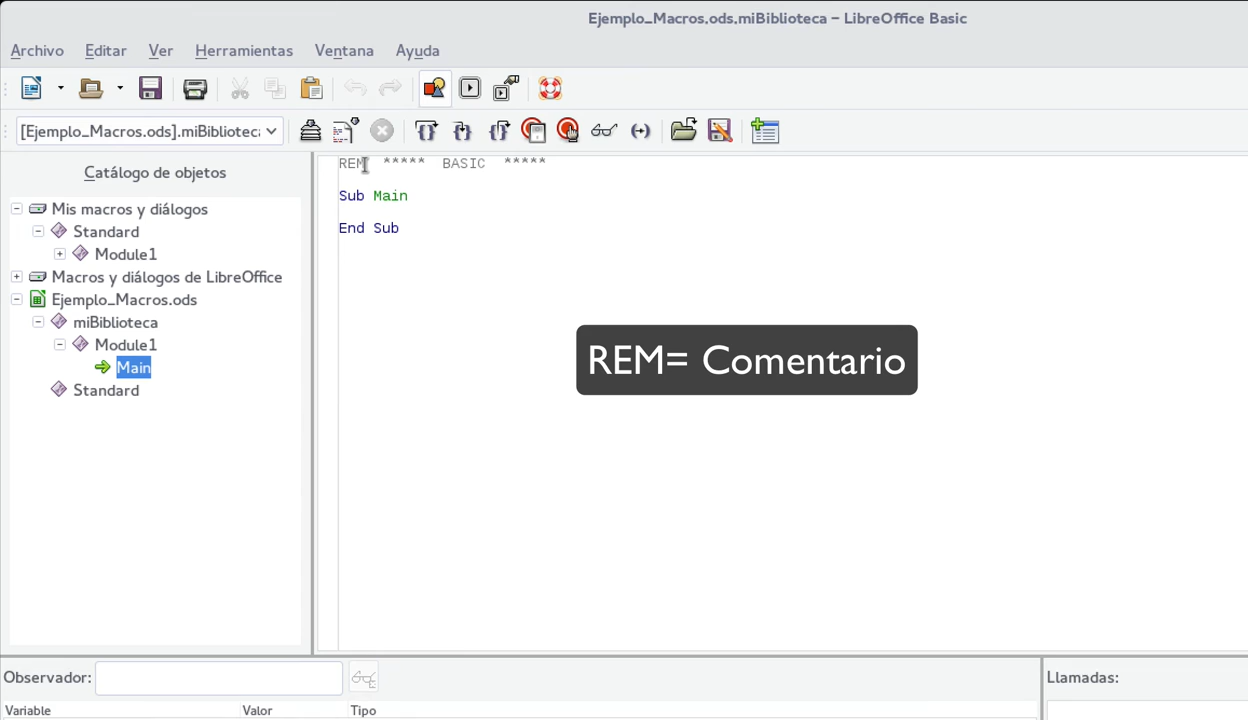 Ejemplo_Macros.ods.miBiblioteca – LibreOffice Basic
Archivo Editar Ver Herramientas Ventana Ayuda
[Ejemplo_Macros.ods].miBibliotec
Catálogo de objetos
Mis macros y diálogos
Standard
Module1
Macros y diálogos de LibreOffice
Ejemplo_Macros.ods
miBiblioteca
Module1
Main
Standard
REM ***** BASIC *****
Sub Main
End Sub
REM= Comentario
Observador:
Llamadas:
Variable Valor Tipo